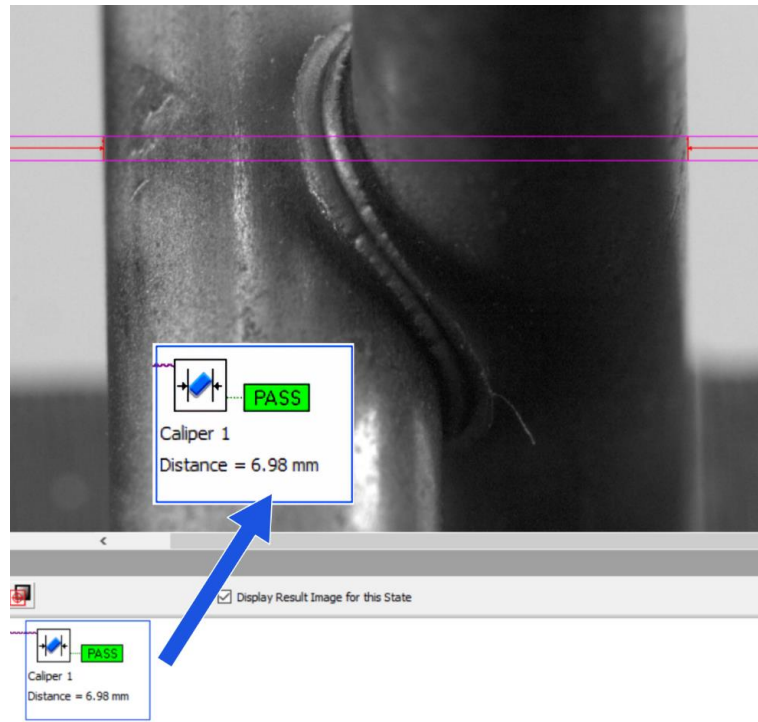 PASS
Caliper 1
Distance = 6.98 mm
Display Result Image for this State
PASS
Caliper 1
Distance = 6.98 mm